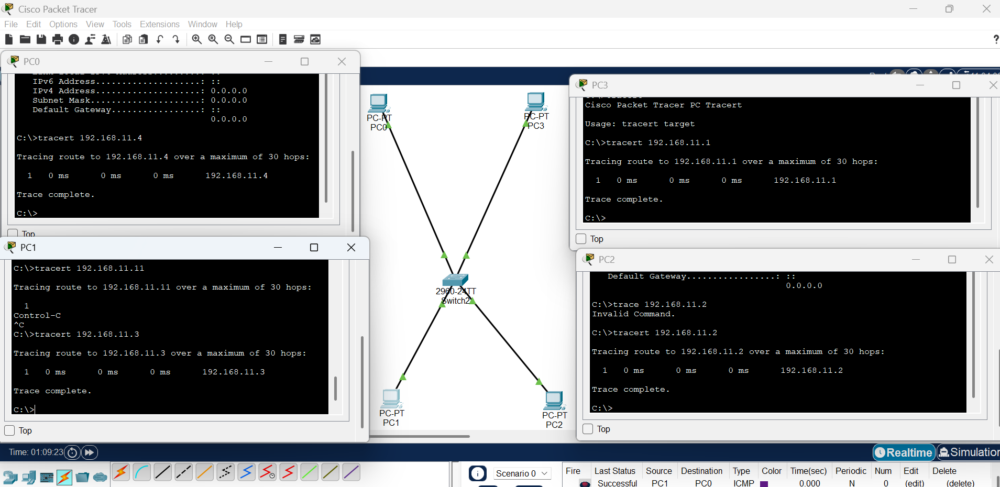 Cisco Packet Tracer
File Edit Options View Tools Extensions Window Help
?
PC0
IPv6 Address....................: ::
IPv4 Address....................: 0.0.0.0
Subnet Mask.....................: 0.0.0.0
Default Gateway.................: ::
0.0.0.0
C:\>tracert 192.168.11.4
Tracing route to 192.168.11.4 over a maximum of 30 hops:
1 0 ms 0 ms 0 ms 192.168.11.4
Trace complete.
C:\>
Top
PC1
C:\>tracert 192.168.11.11
Tracing route to 192.168.11.11 over a maximum of 30 hops:
1
Control-C
^C
C:\>tracert 192.168.11.3
Tracing route to 192.168.11.3 over a maximum of 30 hops:
1 0 ms 0 ms 0 ms 192.168.11.3
Trace complete.
C:\>
Top
PC-PT
PC0
PC-PT
PC3
2960-24TT
Switch2
PC-PT
PC1
PC-PT
PC2
PC3
Cisco Packet Tracer PC Tracert
Usage: tracert target
C:\>tracert 192.168.11.1
Tracing route to 192.168.11.1 over a maximum of 30 hops:
1 0 ms 0 ms 0 ms 192.168.11.1
Trace complete.
C:\>
Top
PC2
Default Gateway.................: ::
0.0.0.0
C:\>trace 192.168.11.2
Invalid Command.
C:\>tracert 192.168.11.2
Tracing route to 192.168.11.2 over a maximum of 30 hops:
1 0 ms 0 ms 0 ms 192.168.11.2
Trace complete.
C:\>
Top
Time: 01:09:23
Realtime Simulation
Scenario 0
Fire Last Status Source Destination Type Color Time(sec) Periodic Num Edit Delete
Successful PC1 PC0 ICMP 0.000 N 0 (edit) (delete)